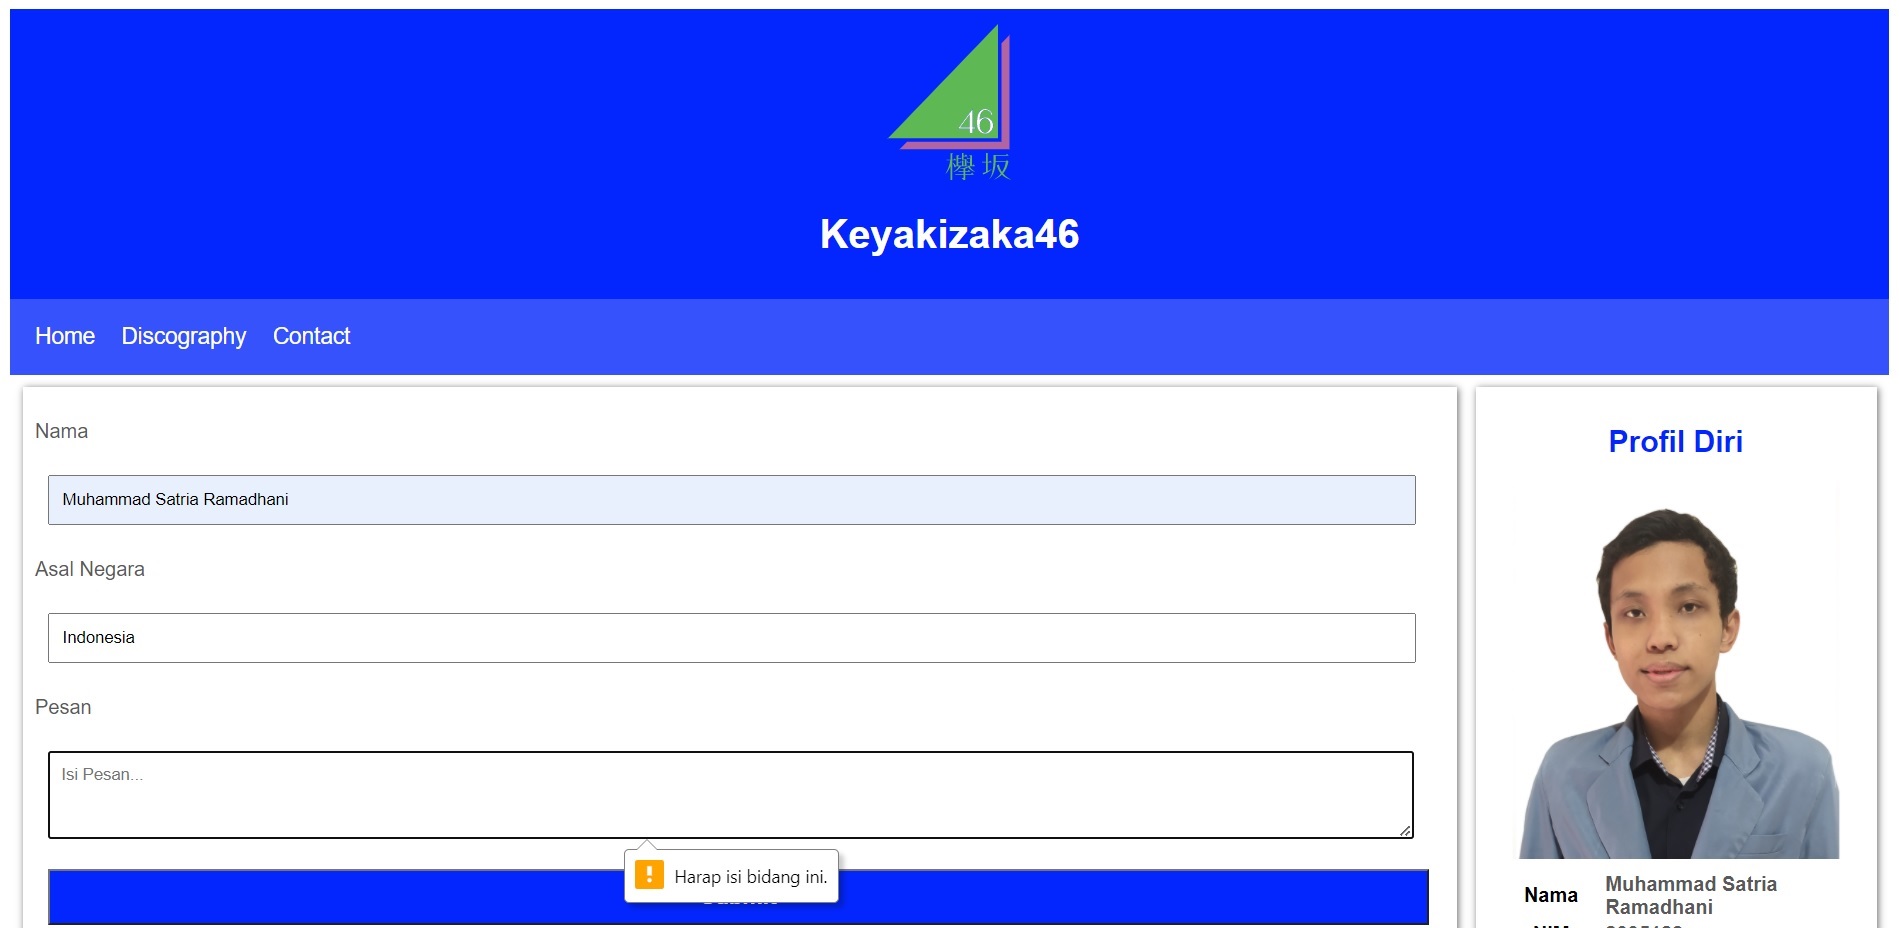 46
欅坂
Keyakizaka46
Home Discography Contact
Nama
Muhammad Satria Ramadhani
Asal Negara
Indonesia
Pesan
Isi Pesan...
Harap isi bidang ini.
Profil Diri
Nama Muhammad Satria
Ramadhani